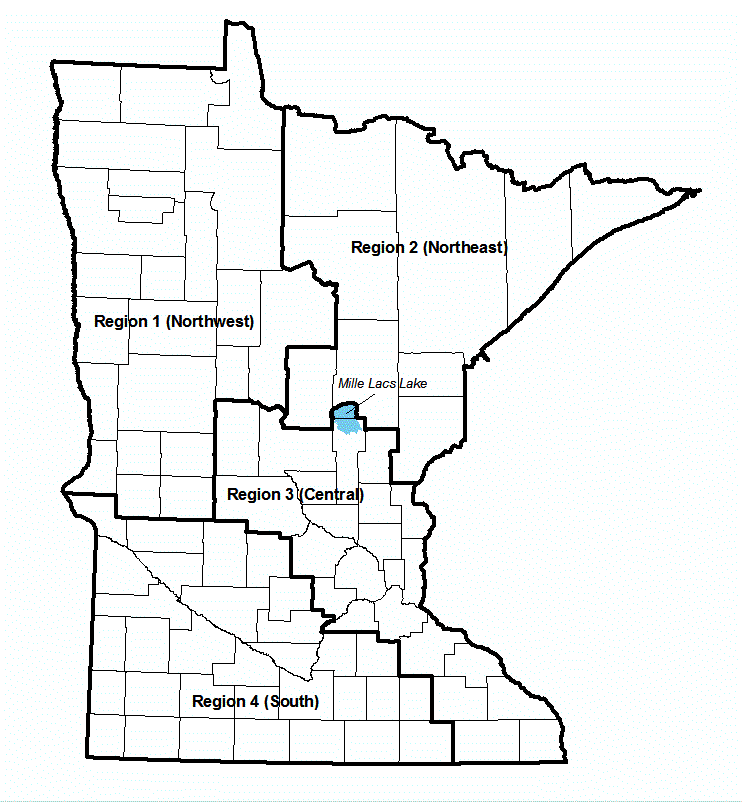 Region 2 (Northeast)
Region 1 (Northwest)
Mille Lacs Lake
Region 3 (Central)
Region 4 (South)